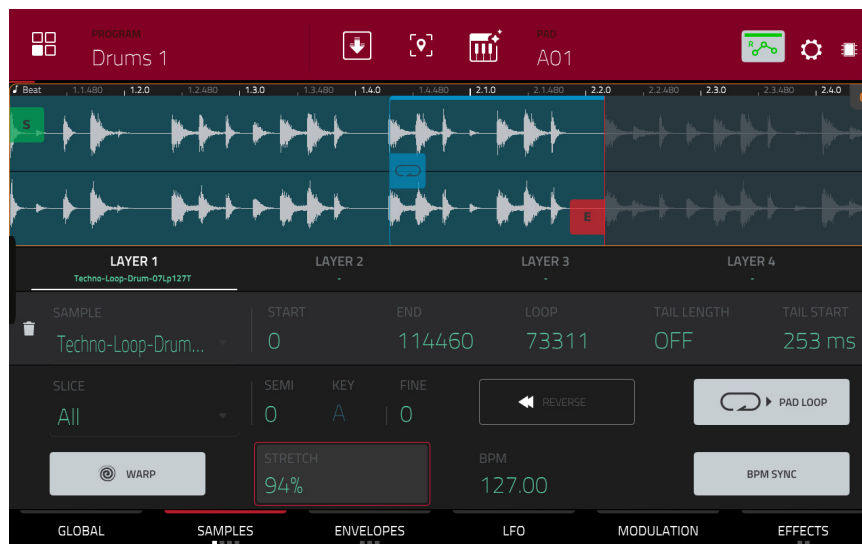 PROGRAM PAD
Drums 1 A01
R
Beat 1.1.480 1.2.0 1.2.480 1.3.0 1.3.480 1.4.0 1.4.480 2.1.0 2.1.480 2.2.0 2.2.480 2.3.0 2.3.480 2.4.0
S
E
LAYER 1 LAYER 2 LAYER 3 LAYER 4
Techno-Loop-Drum-07Lp127T - - -
SAMPLE START END LOOP TAIL LENGTH TAIL START
Techno-Loop-Drum... 0 114460 73311 OFF 253 ms
SLICE SEMI KEY FINE
All 0 A 0 REVERSE PAD LOOP
STRETCH BPM
WARP 94% 127.00 BPM SYNC
GLOBAL SAMPLES ENVELOPES LFO MODULATION EFFECTS